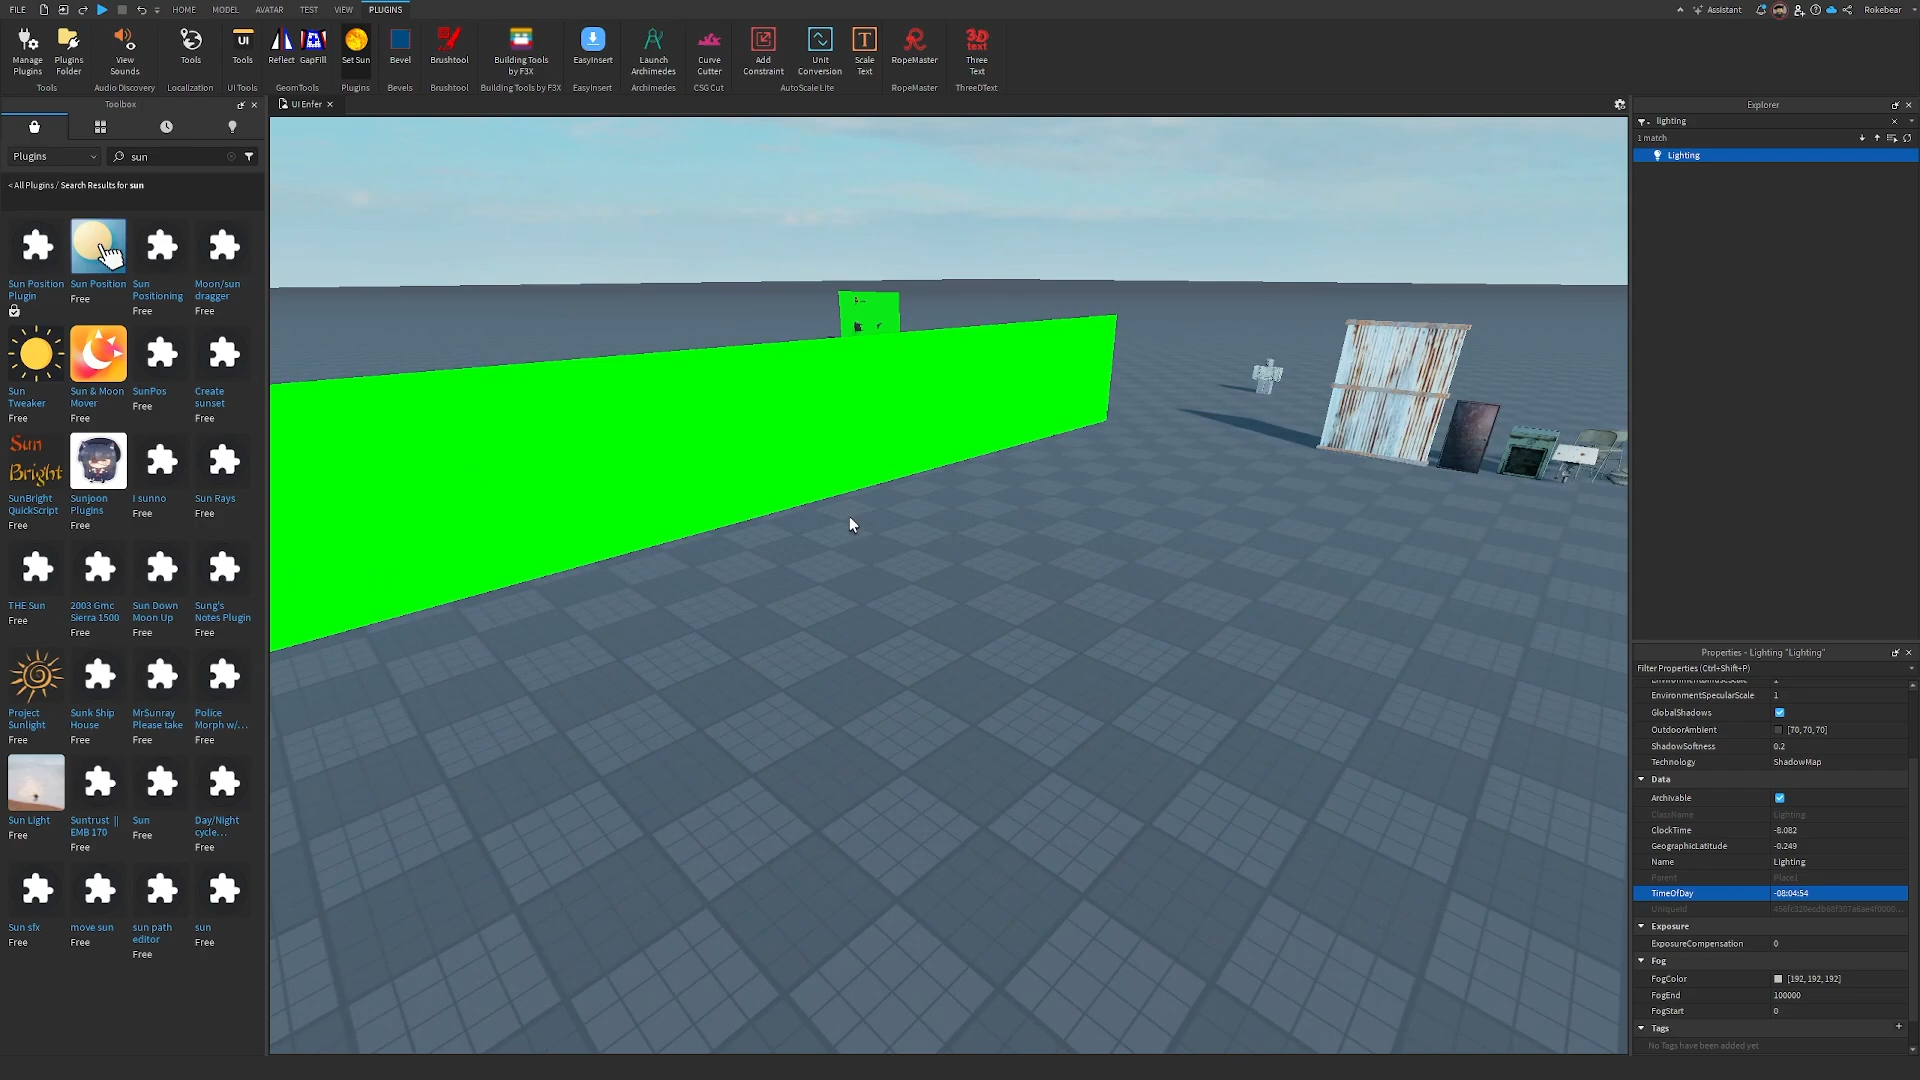 FILE HOME MODEL AVATAR TEST VIEW PLUGINS Assistant Rokebear
Manage Plugins
Plugins Folder
Tools
View Sounds
Audio Discovery
Tools
Localization
UI
Tools
UI Tools
Reflect
GapFill
GeomTools
Set Sun
Plugins
Bevel
Bevels
Brushtool
Brushtool
Building Tools by F3X
Building Tools by F3X
EasyInsert
EasyInsert
Launch Archimedes
Archimedes
Curve Cutter
CSG Cut
Add Constraint
Unit Conversion
T
Scale Text
AutoScale Lite
RopeMaster
RopeMaster
3D text
Three Text
ThreeDText
Toolbox
Plugins
sun
< All Plugins / Search Results for sun
Sun Position Plugin
Sun Position
Free
Sun Positioning
Free
Moon/sun dragger
Free
Sun Tweaker
Free
Sun & Moon Mover
Free
SunPos
Free
Create sunset
Free
Sun Bright
SunBright QuickScript
Free
Sunjoon Plugins
Free
I sunno
Free
Sun Rays
Free
THE Sun
Free
2003 Gmc Sierra 1500
Free
Sun Down Moon Up
Free
Sung's Notes Plugin
Free
Project Sunlight
Free
Sunk Ship House
Free
MrSunray Please take
Free
Police Morph w/...
Free
Sun Light
Free
Suntrust || EMB 170
Free
Sun
Free
Day/Night cycle...
Free
Sun sfx
Free
move sun
Free
sun path editor
Free
sun
Free
UI Enfer
Explorer
lighting
1 match
Lighting
Properties - Lighting "Lighting"
Filter Properties (Ctrl+Shift+P)
EnvironmentSpecularScale 1
GlobalShadows
OutdoorAmbient [70, 70, 70]
ShadowSoftness 0.2
Technology ShadowMap
Data
Archivable
ClassName Lighting
ClockTime -8.082
GeographicLatitude -0.249
Name Lighting
Parent Place1
TimeOfDay -08:04:54
UniqueId
Exposure
ExposureCompensation 0
Fog
FogColor [192, 192, 192]
FogEnd 100000
FogStart 0
Tags
No Tags have been added yet